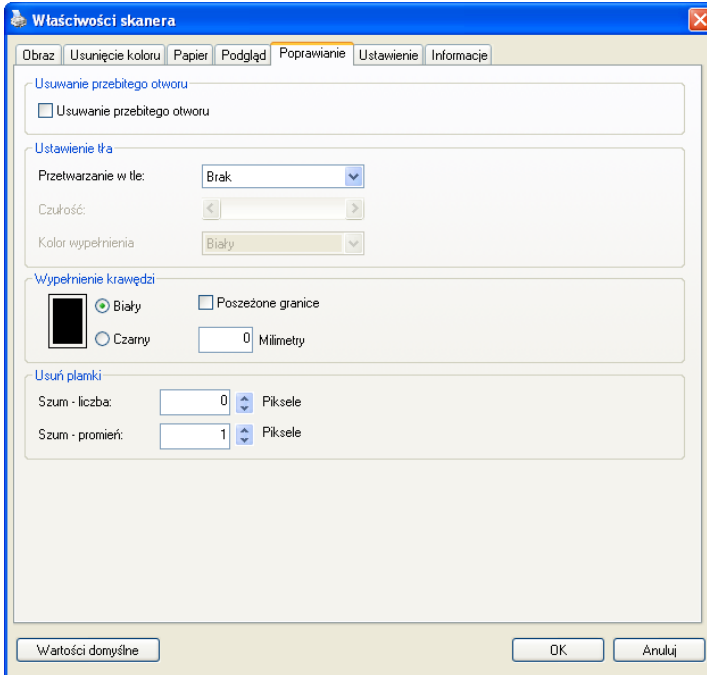 Właściwości skanera
Obraz Usunięcie koloru Papier Podgląd Poprawianie Ustawienie Informacje
Usuwanie przebitego otworu
Usuwanie przebitego otworu
Ustawienie tła
Przetwarzanie w tle: Brak
Czułość:
Kolor wypełnienia Biały
Wypełnienie krawędzi
Biały Poszeżone granice
Czarny 0 Milimetry
Usuń plamki
Szum - liczba: 0 Piksele
Szum - promień: 1 Piksele
Wartości domyślne OK Anuluj